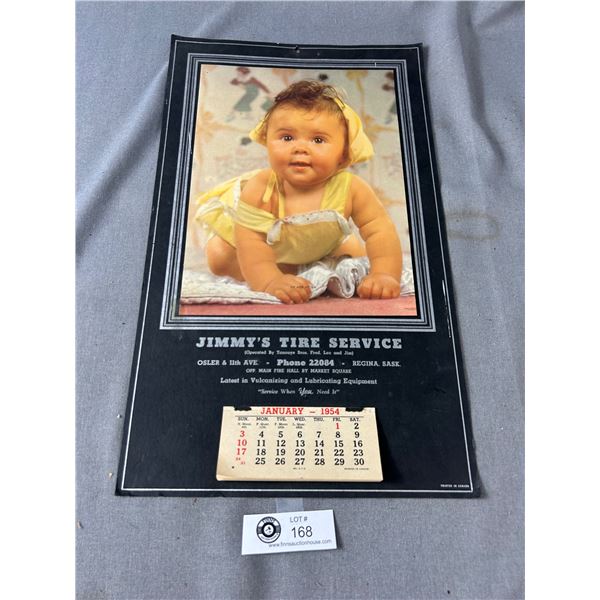 JIMMY'S TIRE SERVICE
(Operated By Yanouye Bros. Fred, Leo and Jim)
OSLER & 11th AVE. - Phone 22084 - REGINA, SASK.
OFF. MAIN FIRE HALL BY MARKET SQUARE
Latest in Vulcanizing and Lubricating Equipment
"Service When You Need It"
JANUARY — 1954
SUN. MON. TUE. WED. THU. FRI. SAT.
1 2
3 4 5 6 7 8 9
10 11 12 13 14 15 16
17 18 19 20 21 22 23
24 31 25 26 27 28 29 30
PRINTED IN CANADA
LOT #
168
www.finnsauctionhouse.com